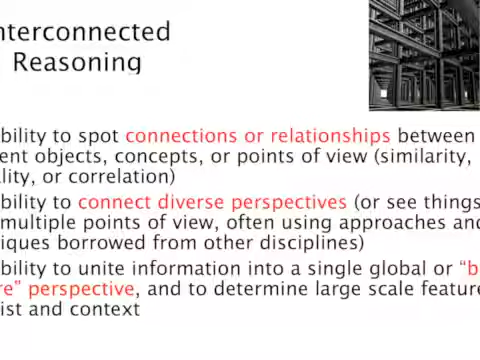 nterconnected
Reasoning
bility to spot connections or relationships between
ent objects, concepts, or points of view (similarity,
lity, or correlation)
bility to connect diverse perspectives (or see things
multiple points of view, often using approaches and
iques borrowed from other disciplines)
bility to unite information into a single global or “b
re” perspective, and to determine large scale feature
ist and context